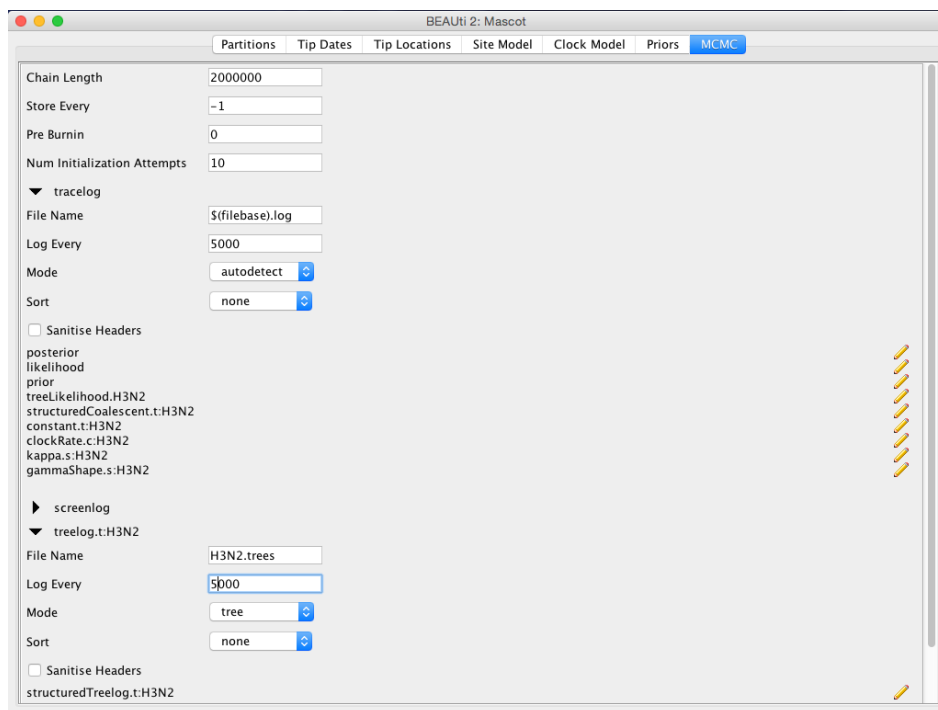 BEAUti 2: Mascot
Partitions Tip Dates Tip Locations Site Model Clock Model Priors MCMC
Chain Length 2000000
Store Every -1
Pre Burnin 0
Num Initialization Attempts 10
tracelog
File Name $(filebase).log
Log Every 5000
Mode autodetect
Sort none
Sanitise Headers
posterior
likelihood
prior
treeLikelihood.H3N2
structuredCoalescent.t:H3N2
constant.t:H3N2
clockRate.c:H3N2
kappa.s:H3N2
gammaShape.s:H3N2
screenlog
treelog.t:H3N2
File Name H3N2.trees
Log Every 5000
Mode tree
Sort none
Sanitise Headers
structuredTreelog.t:H3N2